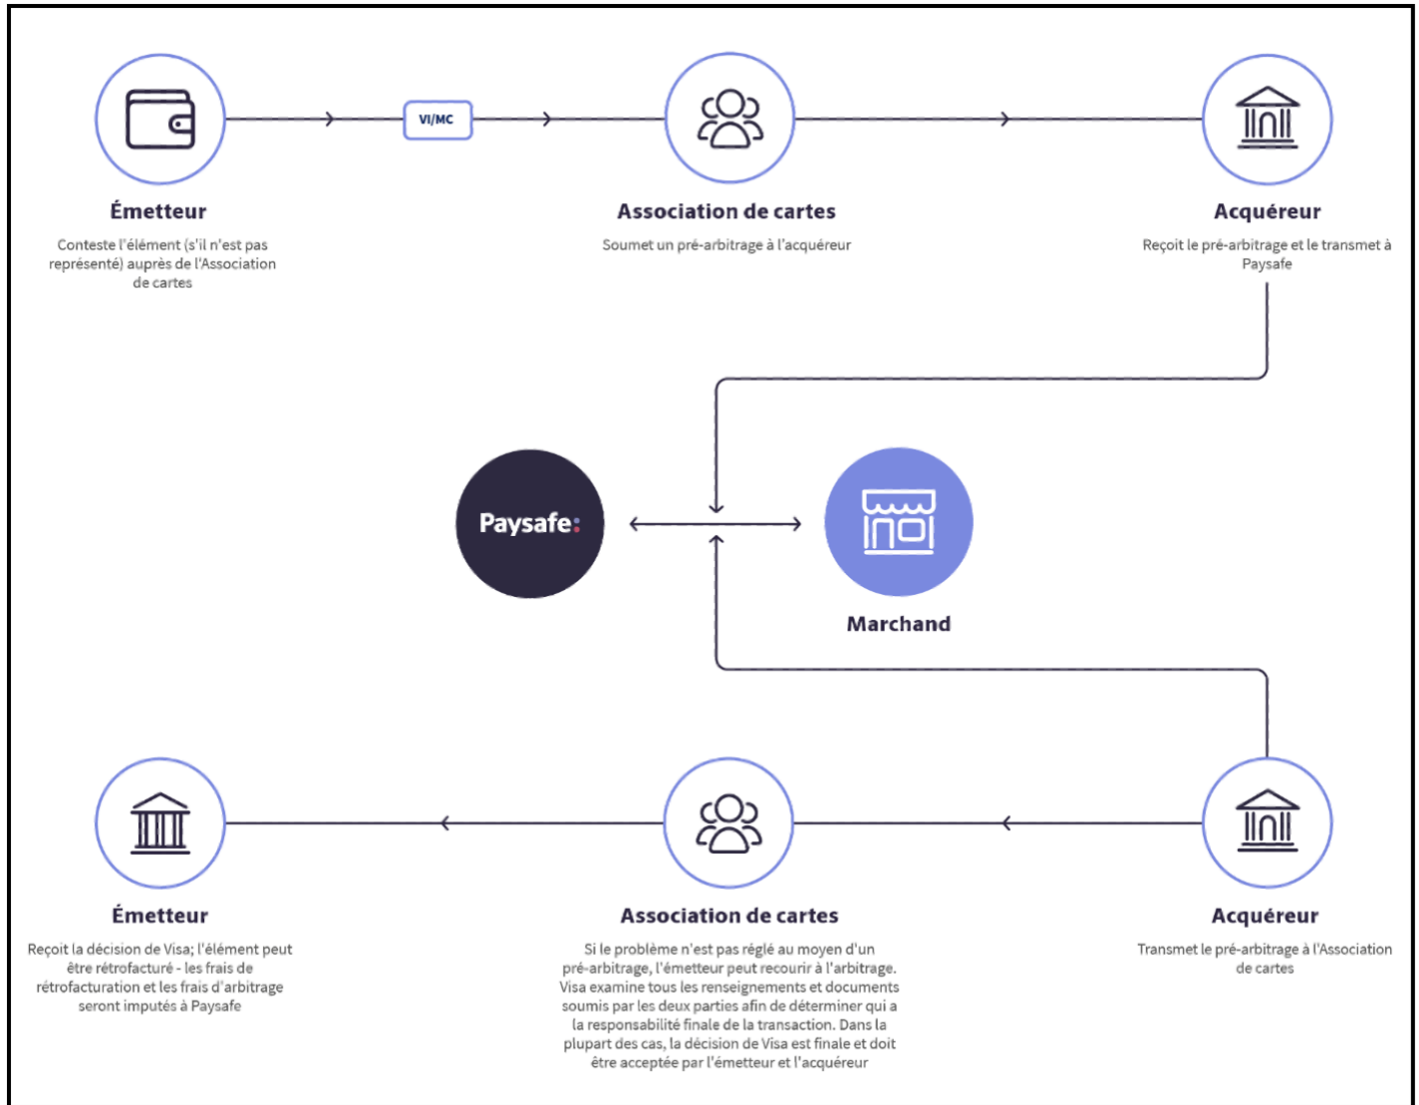 VI/MC
Émetteur
Conteste l'élément (s'il n'est pas
représenté) auprès de l'Association
de cartes
Association de cartes
Soumet un pré-arbitrage à l'acquéreur
Acquéreur
Reçoit le pré-arbitrage et le transmet à
Paysafe
Paysafe:
Marchand
Émetteur
Reçoit la décision de Visa; l'élément peut
être rétrofacturé - les frais de
rétrofacturation et les frais d'arbitrage
seront imputés à Paysafe
Association de cartes
Si le problème n'est pas réglé au moyen d'un
pré-arbitrage, l'émetteur peut recourir à l'arbitrage.
Visa examine tous les renseignements et documents
soumis par les deux parties afin de déterminer qui a
la responsabilité finale de la transaction. Dans la
plupart des cas, la décision de Visa est finale et doit
être acceptée par l'émetteur et l'acquéreur
Acquéreur
Transmet le pré-arbitrage à l'Association
de cartes